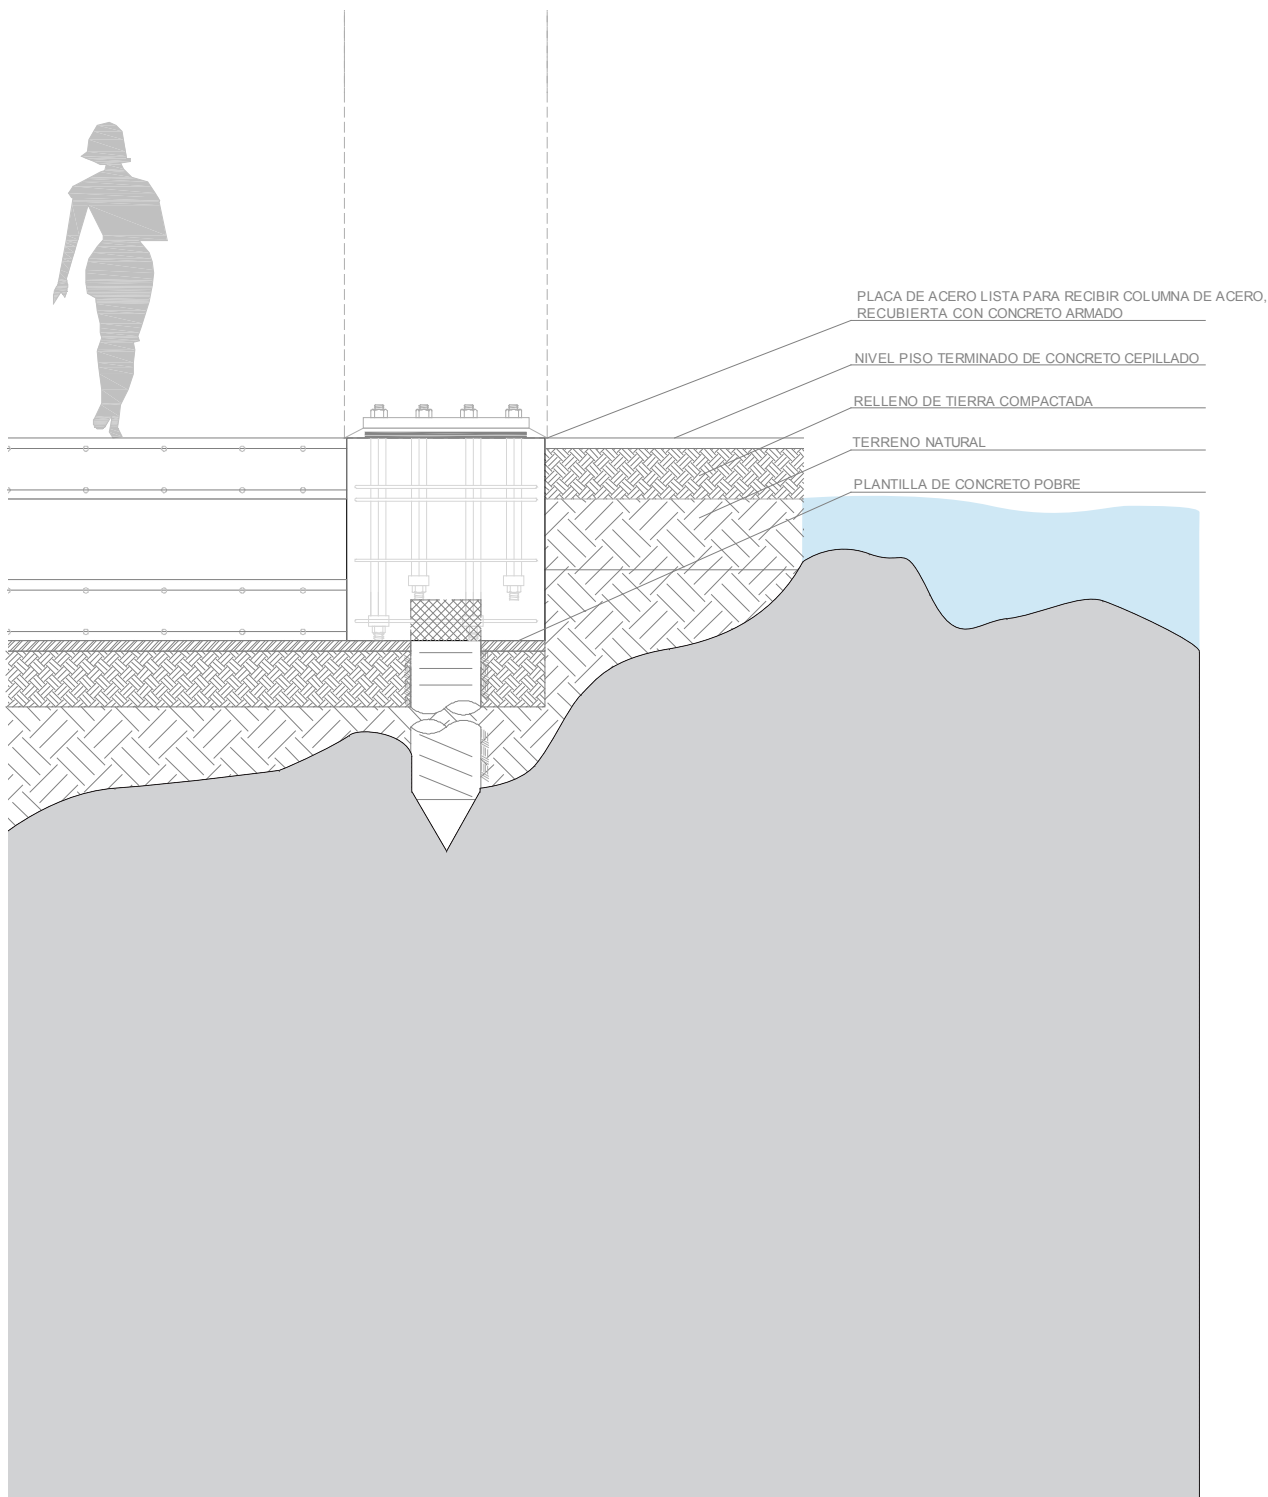 PLACA DE ACERO LISTA PARA RECIBIR COLUMNA DE ACERO,
RECUBIERTA CON CONCRETO ARMADO
NIVEL PISO TERMINADO DE CONCRETO CEPILLADO
RELLENO DE TIERRA COMPACTADA
TERRENO NATURAL
PLANTILLA DE CONCRETO POBRE